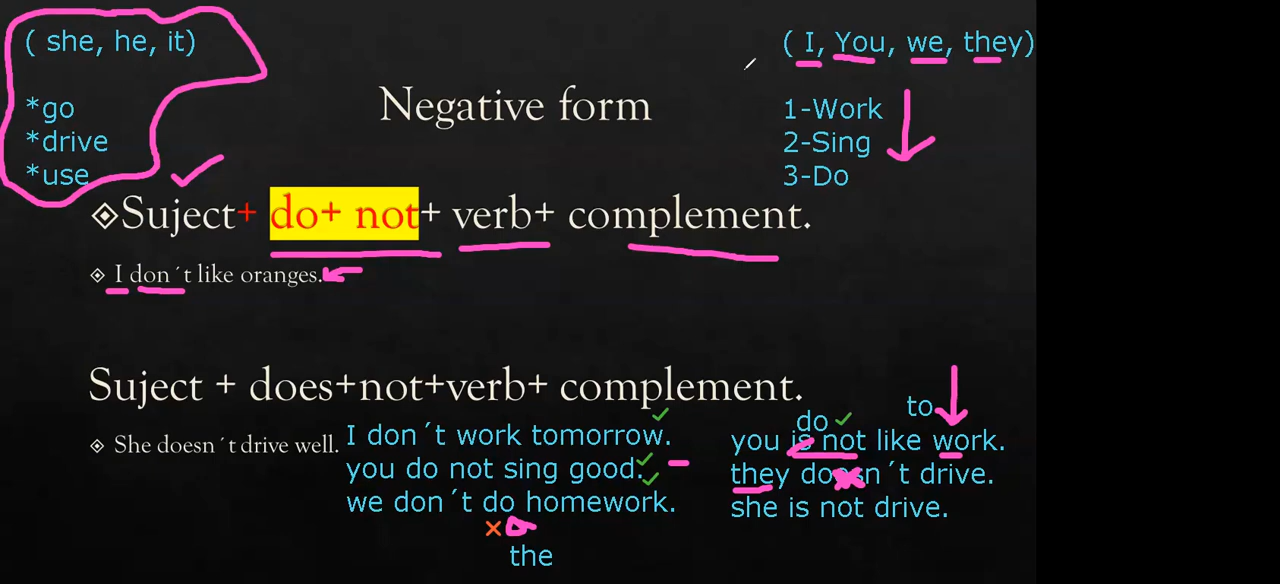 ( she, he, it)
( I, You, we, they)
Negative form
*go
*drive
*use
1-Work
2-Sing
3-Do
Suject+ do+ not+ verb+ complement.
I don´t like oranges.
Suject + does+not+verb+ complement.
She doesn´t drive well.
I don´t work tomorrow.
you do not sing good.
we don´t do homework.
the
do
to
you is not like work.
they doesn´t drive.
she is not drive.